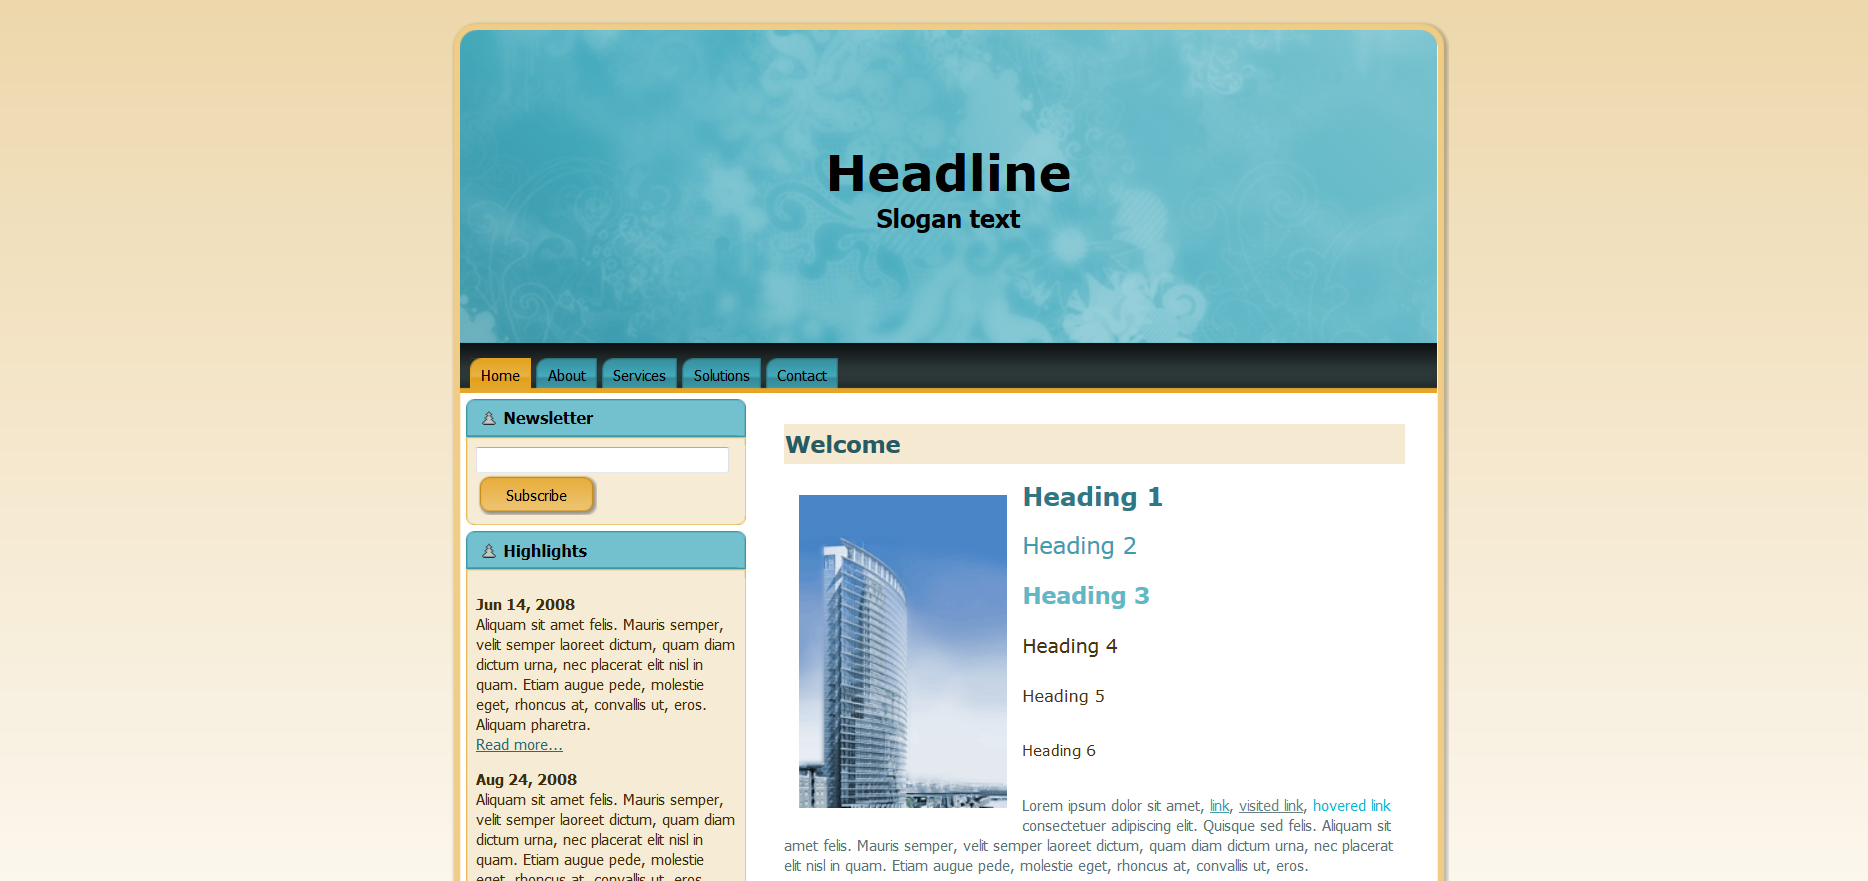 Headline
Slogan text
Home About Services Solutions Contact
Newsletter
Subscribe
Highlights
Jun 14, 2008
Aliquam sit amet felis. Mauris semper,
velit semper laoreet dictum, quam diam
dictum urna, nec placerat elit nisl in
quam. Etiam augue pede, molestie
eget, rhoncus at, convallis ut, eros.
Aliquam pharetra.
Read more...
Aug 24, 2008
Aliquam sit amet felis. Mauris semper,
velit semper laoreet dictum, quam diam
dictum urna, nec placerat elit nisl in
quam. Etiam augue pede, molestie
eget, rhoncus at, convallis ut, eros.
Welcome
Heading 1
Heading 2
Heading 3
Heading 4
Heading 5
Heading 6
Lorem ipsum dolor sit amet, link, visited link, hovered link
consectetuer adipiscing elit. Quisque sed felis. Aliquam sit
amet felis. Mauris semper, velit semper laoreet dictum, quam diam dictum urna, nec placerat
elit nisl in quam. Etiam augue pede, molestie eget, rhoncus at, convallis ut, eros.